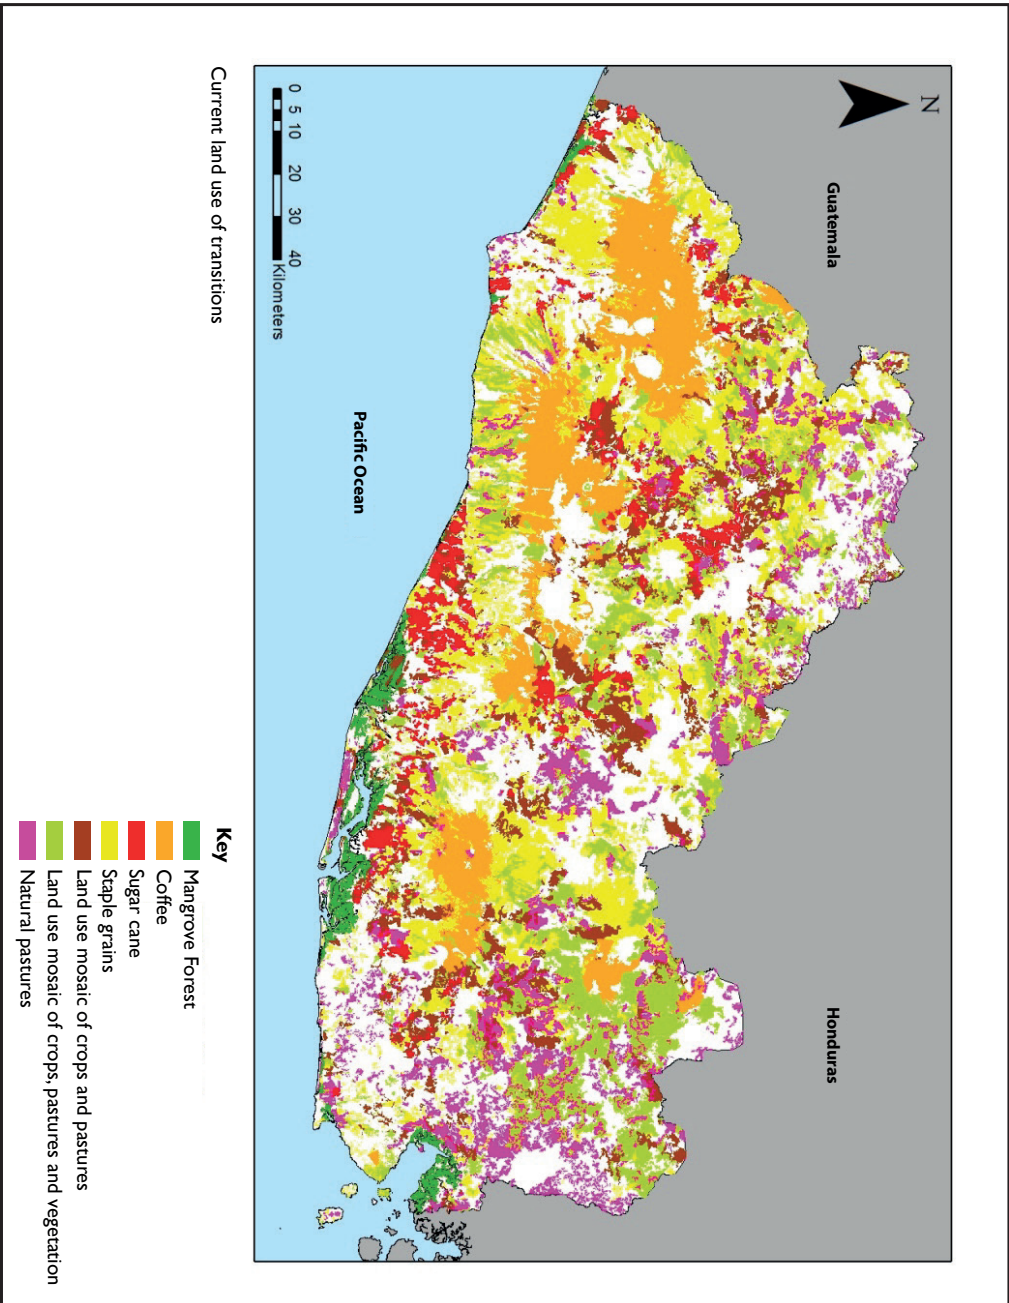 N
Guatemala
Honduras
Pacific Ocean
0 5 10 20 30 40
Kilometers
Current land use of transitions
Key
Mangrove Forest
Coffee
Sugar cane
Staple grains
Land use mosaic of crops and pastures
Land use mosaic of crops, pastures and vegetation
Natural pastures